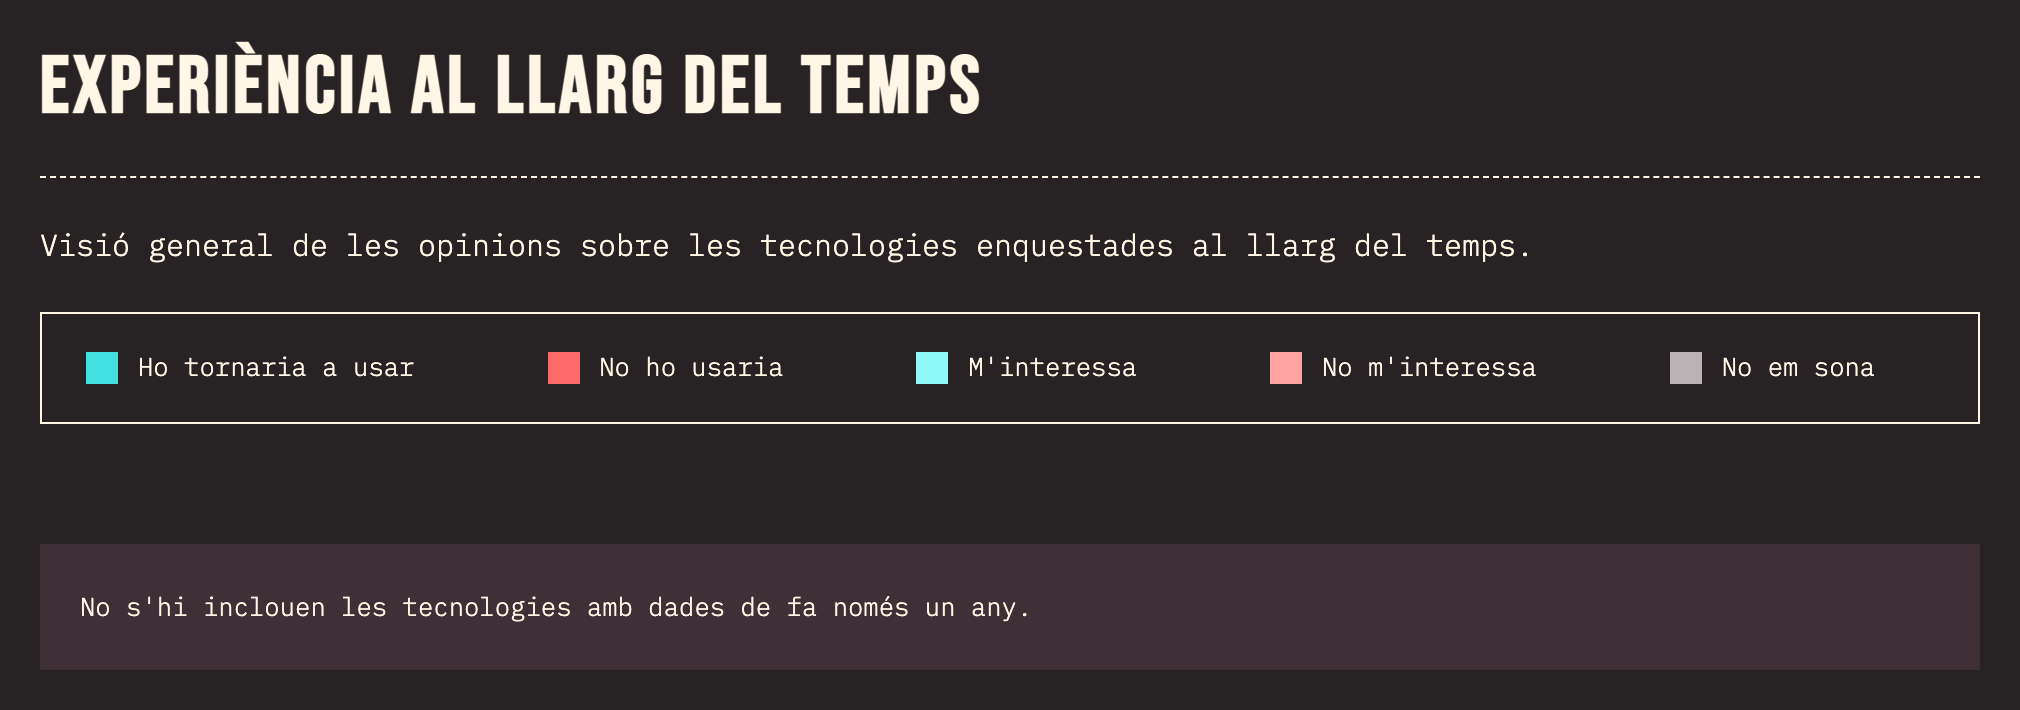 EXPERIÈNCIA AL LLARG DEL TEMPS
Visió general de les opinions sobre les tecnologies enquestades al llarg del temps.
Ho tornaria a usar
No ho usaria
M'interessa
No m'interessa
No em sona
No s'hi inclouen les tecnologies amb dades de fa només un any.